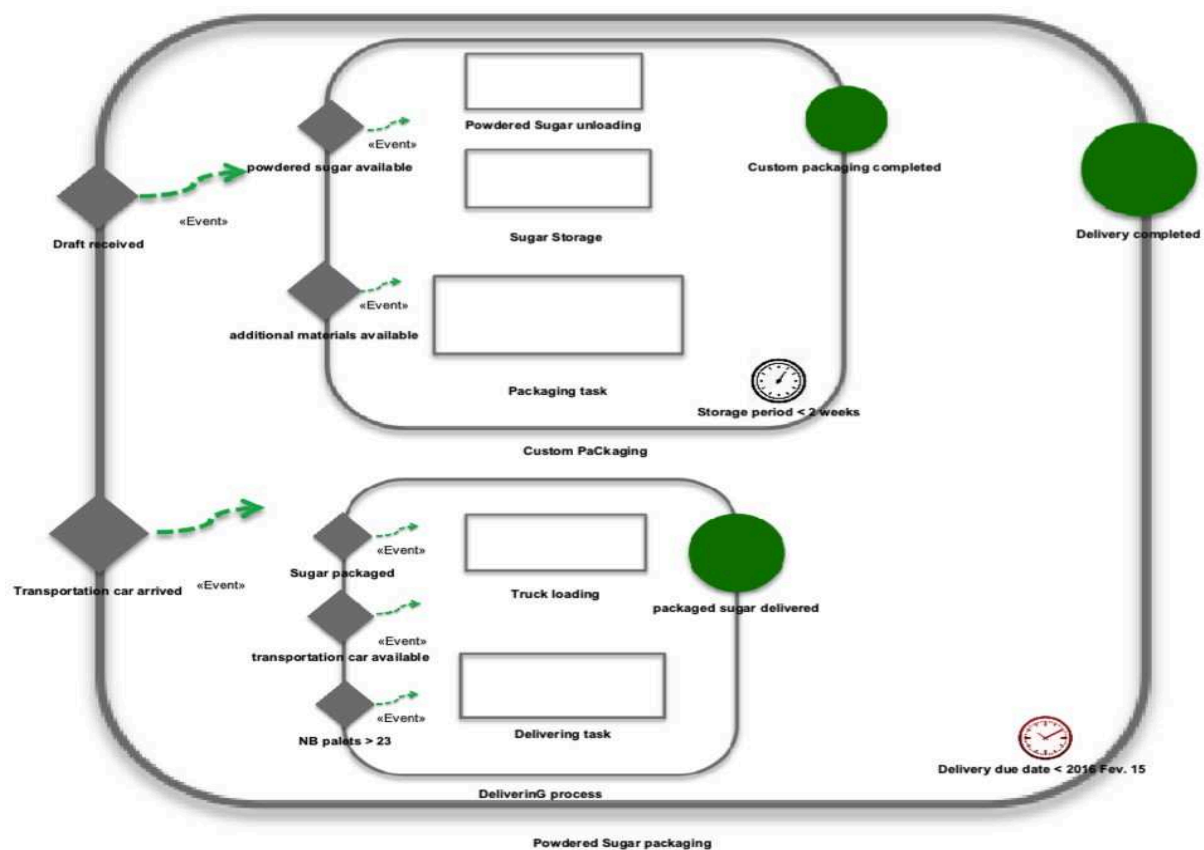 Powdered Sugar unloading
«Event»
powdered sugar available
Custom packaging completed
«Event»
Draft received
Sugar Storage
Delivery completed
«Event»
additional materials available
Packaging task
Storage period < 2 weeks
Custom PaCkaging
«Event»
Sugar packaged
Transportation car arrived
«Event»
Truck loading
packaged sugar delivered
«Event»
transportation car available
«Event»
NB palets > 23
Delivering task
Delivery due date < 2016 Fev. 15
DeliverinG process
Powdered Sugar packaging